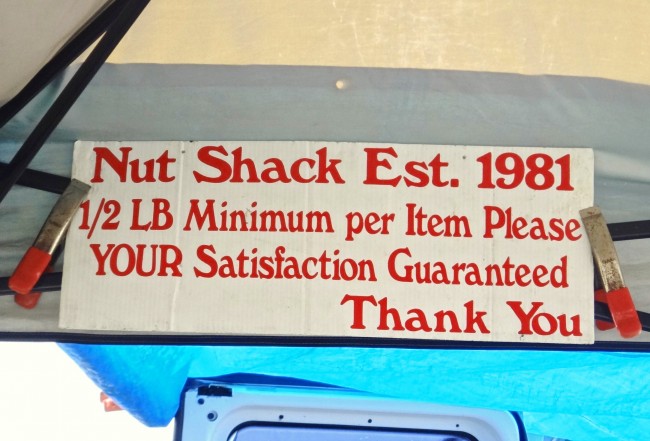 Nut Shack Est. 1981
1/2 LB Minimum per Item Please
YOUR Satisfaction Guaranteed
Thank You